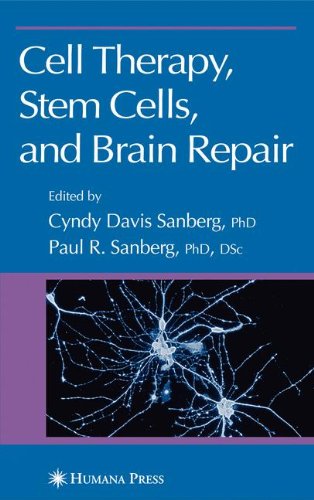 Cell Therapy,
Stem Cells,
and Brain Repair
Edited by
Cyndy Davis Sanberg, PhD
Paul R. Sanberg, PhD, DSc
HUMANA PRESS